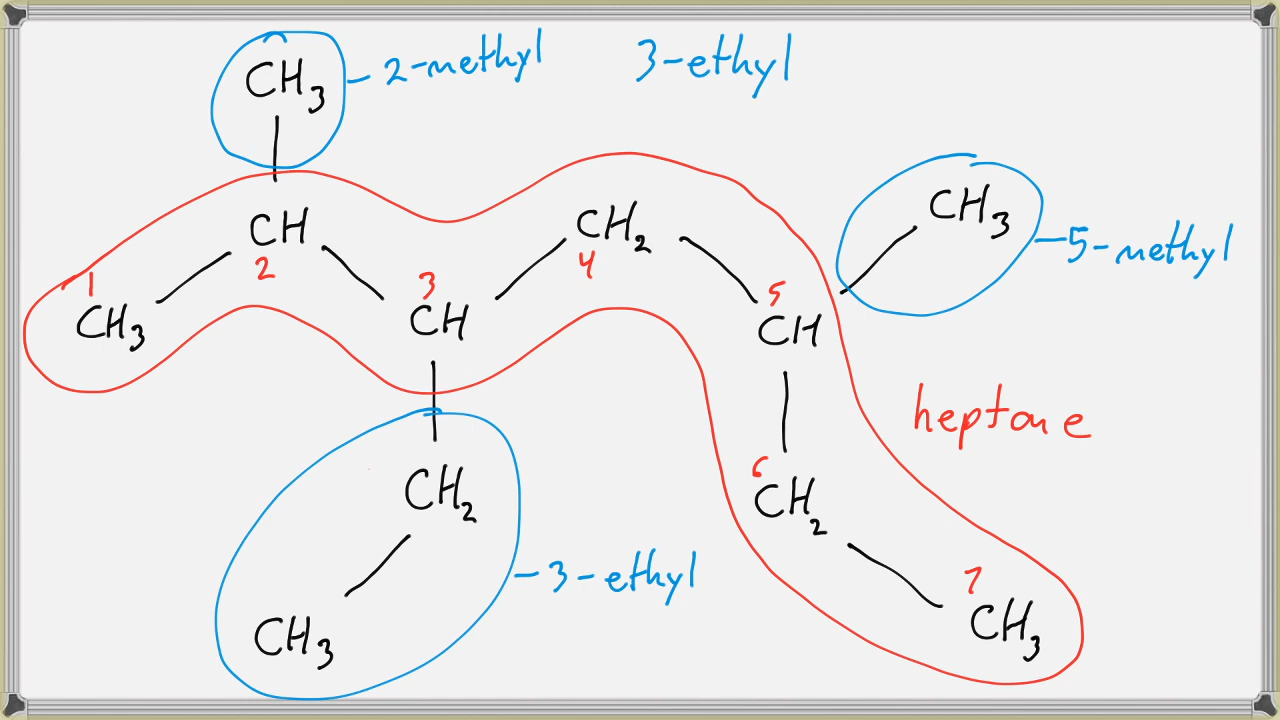 CH3 - 2-methyl 3-ethyl
CH3
CH CH2 - 5-methyl
2 4
1 3 5
CH3 CH CH
heptane
6
CH2 CH2
- 3-ethyl
7
CH3 CH3